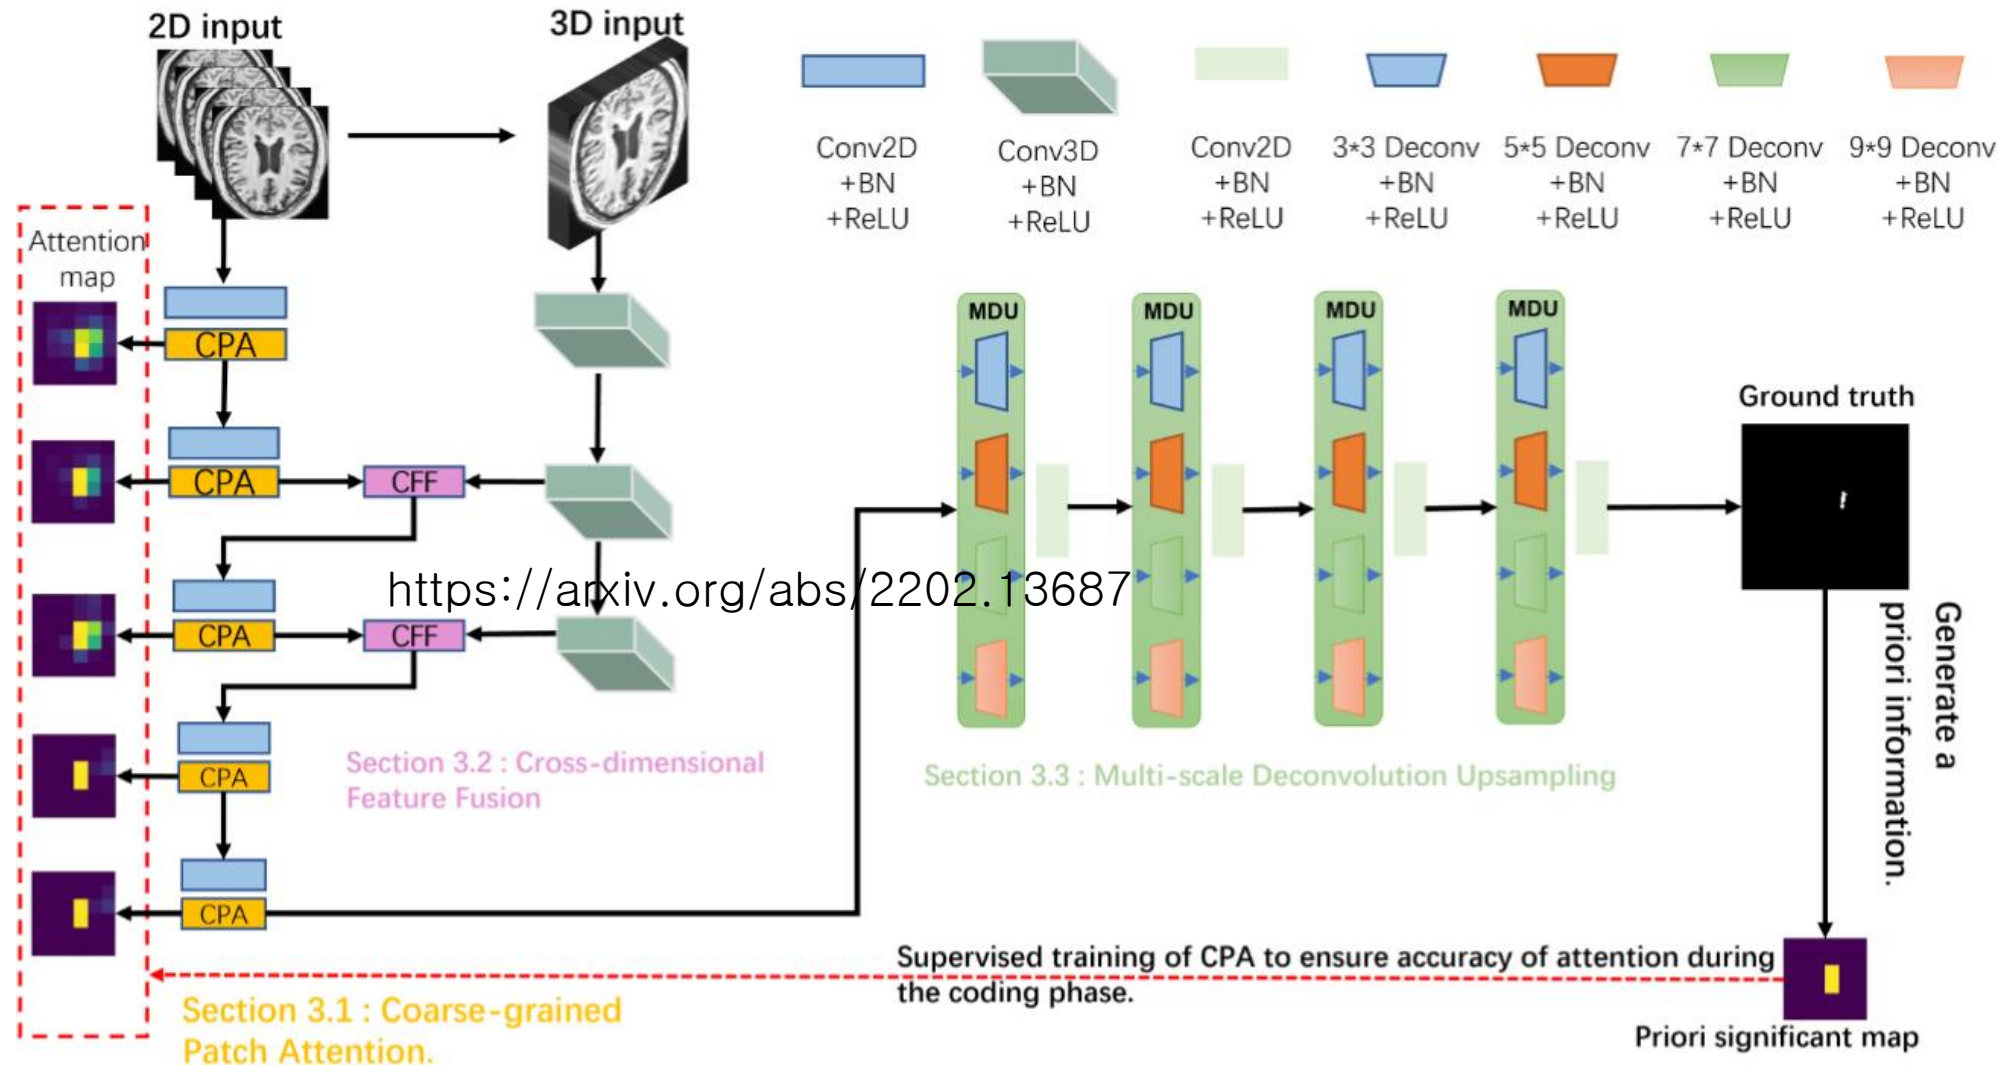 2D input
3D input
Conv2D
+BN
+ReLU
Conv3D
+BN
+ReLU
Conv2D
+BN
+ReLU
3*3 Deconv
+BN
+ReLU
5*5 Deconv
+BN
+ReLU
7*7 Deconv
+BN
+ReLU
9*9 Deconv
+BN
+ReLU
Attention
map
CPA
CPA
CFF
CPA
CFF
CPA
CPA
https://arxiv.org/abs/2202.13687
MDU
MDU
MDU
MDU
Ground truth
Generate a
priori information.
Section 3.2 : Cross-dimensional
Feature Fusion
Section 3.3 : Multi-scale Deconvolution Upsampling
Supervised training of CPA to ensure accuracy of attention during
the coding phase.
Section 3.1 : Coarse-grained
Patch Attention.
Priori significant map